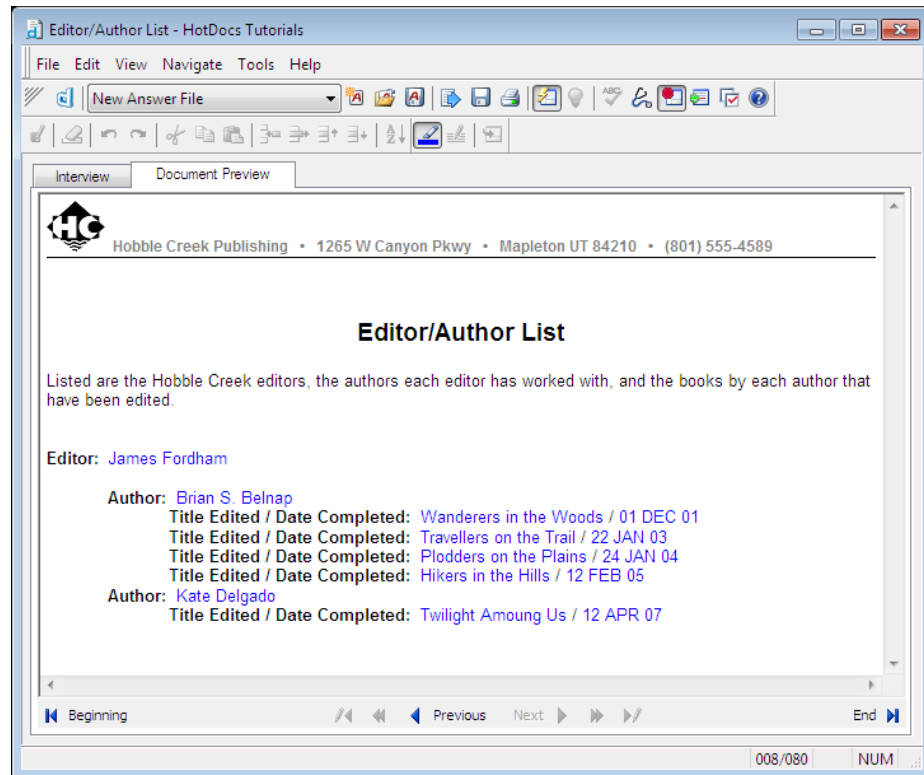 Editor/Author List - HotDocs Tutorials
File Edit View Navigate Tools Help
New Answer File
Interview Document Preview
HC
Hobble Creek Publishing • 1265 W Canyon Pkwy • Mapleton UT 84210 • (801) 555-4589
Editor/Author List
Listed are the Hobble Creek editors, the authors each editor has worked with, and the books by each author that
have been edited.
Editor: James Fordham
Author: Brian S. Belnap
Title Edited / Date Completed: Wanderers in the Woods / 01 DEC 01
Title Edited / Date Completed: Travellers on the Trail / 22 JAN 03
Title Edited / Date Completed: Plodders on the Plains / 24 JAN 04
Title Edited / Date Completed: Hikers in the Hills / 12 FEB 05
Author: Kate Delgado
Title Edited / Date Completed: Twilight Amoung Us / 12 APR 07
Beginning Previous Next End
008/080 NUM